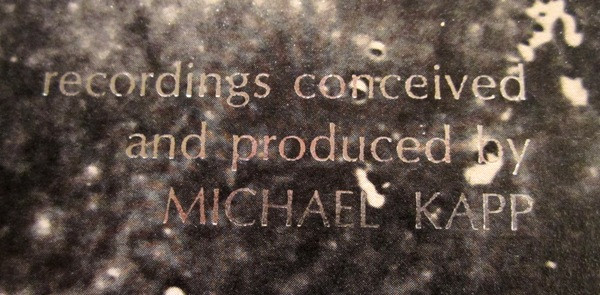 recordings conceived
and produced by
MICHAEL KAPP